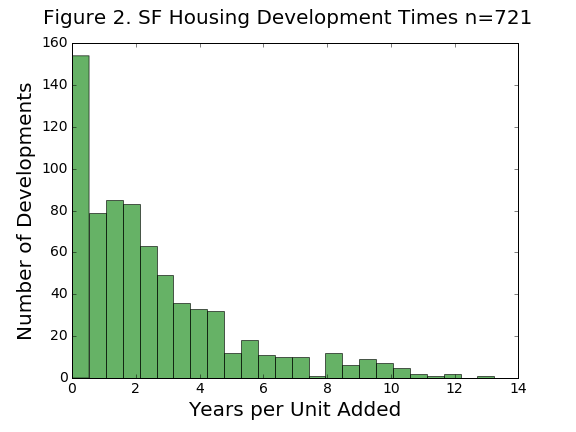 Figure 2. SF Housing Development Times n=721
160
140
120
100
80
60
40
20
0
Number of Developments
0 2 4 6 8 10 12 14
Years per Unit Added